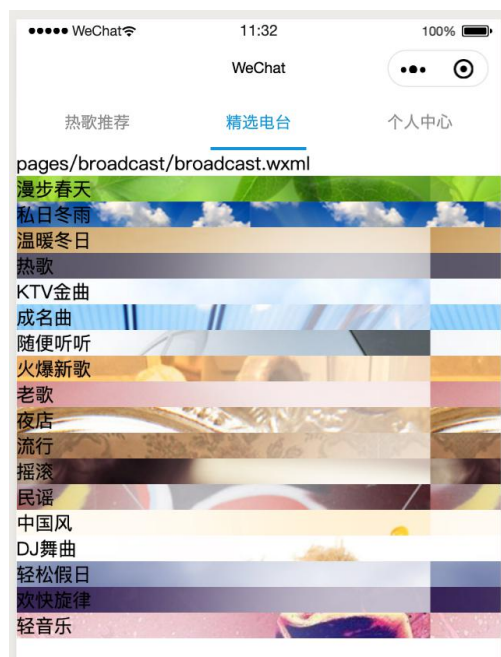 WeChat 11:32 100%
WeChat
热歌推荐 精选电台 个人中心
pages/broadcast/broadcast.wxml
漫步春天
私日冬雨
温暖冬日
热歌
KTV金曲
成名曲
随便听听
火爆新歌
老歌
夜店
流行
摇滚
民谣
中国风
DJ舞曲
轻松假日
欢快旋律
轻音乐